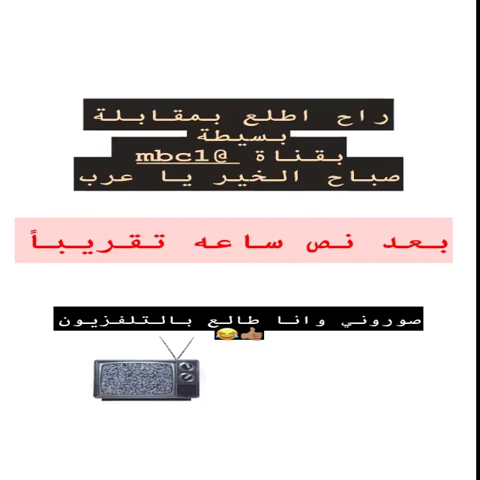 راح اطلع بمقابلة
بسيطة
بقناة @mbc1
صباح الخير يا عرب
بعد نص ساعه تقريباً
صوروني وانا طالع بالتلفزيون
😂👍🏽